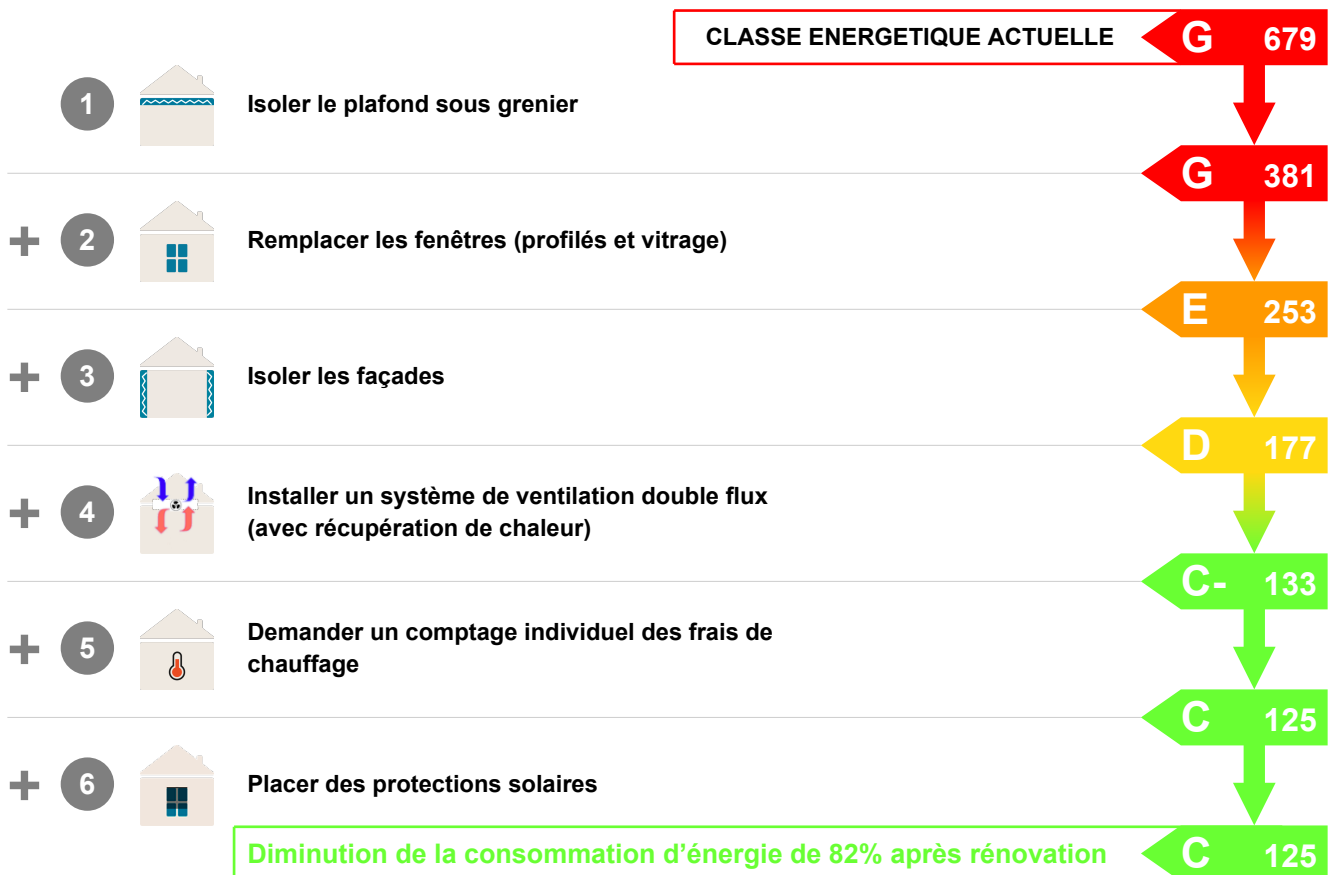 CLASSE ENERGETIQUE ACTUELLE G 679
1 Isoler le plafond sous grenier
G 381
+ 2 Remplacer les fenêtres (profilés et vitrage)
E 253
+ 3 Isoler les façades
D 177
+ 4 Installer un système de ventilation double flux
(avec récupération de chaleur)
C- 133
+ 5 Demander un comptage individuel des frais de
chauffage
C 125
+ 6 Placer des protections solaires
Diminution de la consommation d’énergie de 82% après rénovation C 125